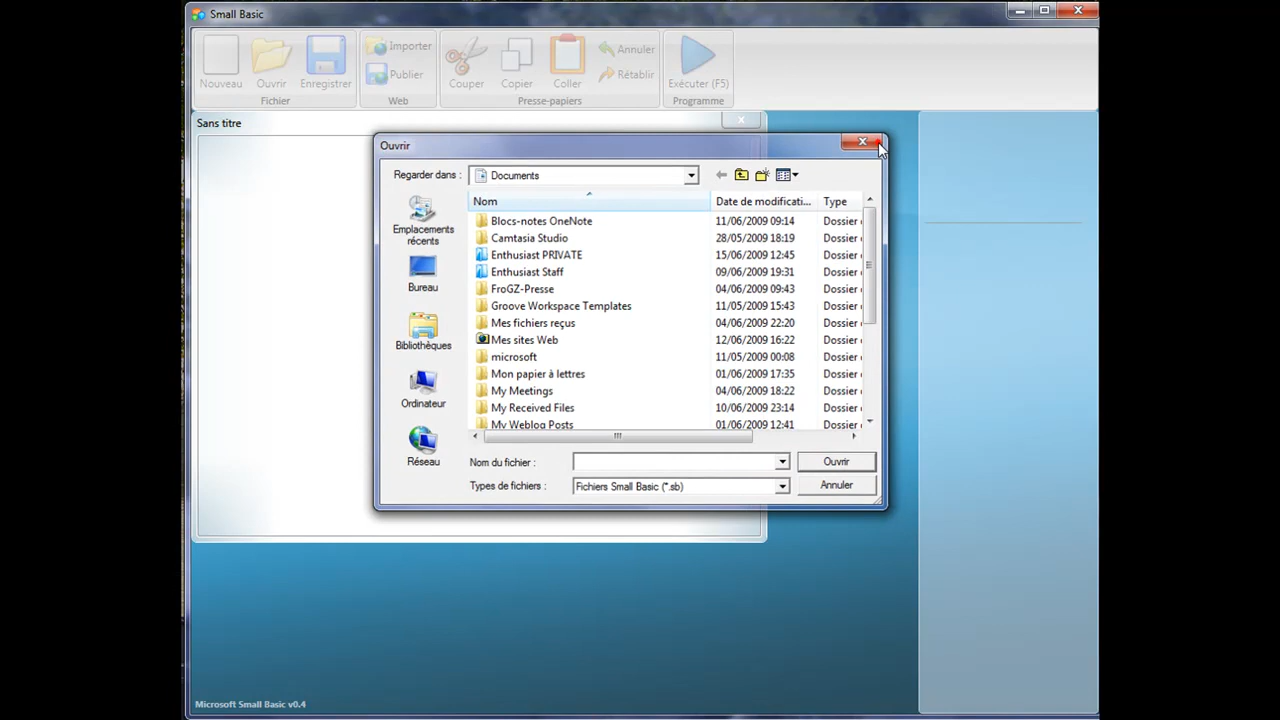 Small Basic
Nouveau
Ouvrir
Enregistrer
Importer
Publier
Couper
Copier
Coller
Annuler
Rétablir
Exécuter (F5)
Fichier
Web
Presse-papiers
Programme
Sans titre
Ouvrir
Regarder dans :
Documents
Emplacements
récents
Bureau
Bibliothèques
Ordinateur
Réseau
Nom Date de modificati... Type
Blocs-notes OneNote 11/06/2009 09:14 Dossier
Camtasia Studio 28/05/2009 18:19 Dossier
Enthusiast PRIVATE 15/06/2009 12:45 Dossier
Enthusiast Staff 09/06/2009 19:31 Dossier
FroGZ-Presse 04/06/2009 09:43 Dossier
Groove Workspace Templates 11/05/2009 15:43 Dossier
Mes fichiers reçus 04/06/2009 22:20 Dossier
Mes sites Web 12/06/2009 16:22 Dossier
microsoft 11/05/2009 00:08 Dossier
Mon papier à lettres 01/06/2009 17:35 Dossier
My Meetings 04/06/2009 18:22 Dossier
My Received Files 10/06/2009 23:14 Dossier
My Weblog Posts 01/06/2009 12:41 Dossier
Nom du fichier :
Ouvrir
Types de fichiers :
Fichiers Small Basic (*.sb)
Annuler
Microsoft Small Basic v0.4